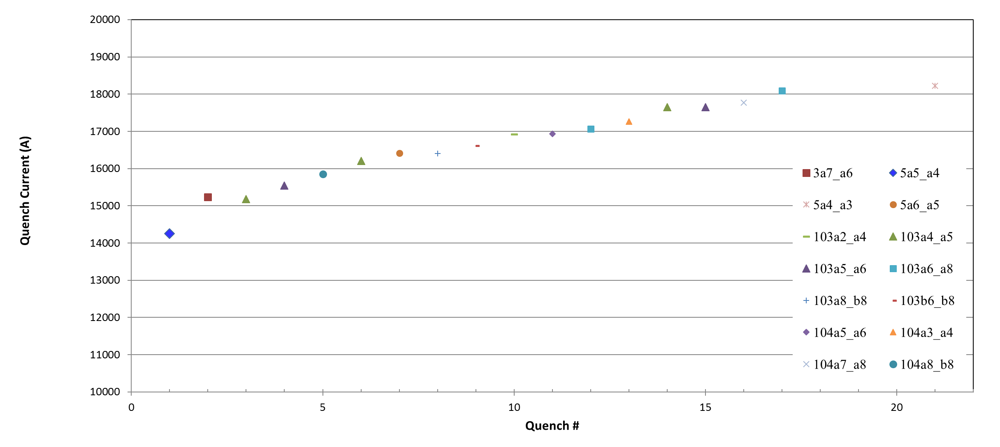 20000
19000
18000
17000
16000
15000
14000
13000
12000
11000
10000
Quench Current (A)
3a7_a6 5a5_a4
5a4_a3 5a6_a5
103a2_a4 103a4_a5
103a5_a6 103a6_a8
103a8_b8 103b6_b8
104a5_a6 104a3_a4
104a7_a8 104a8_b8
0 5 10 15 20
Quench #